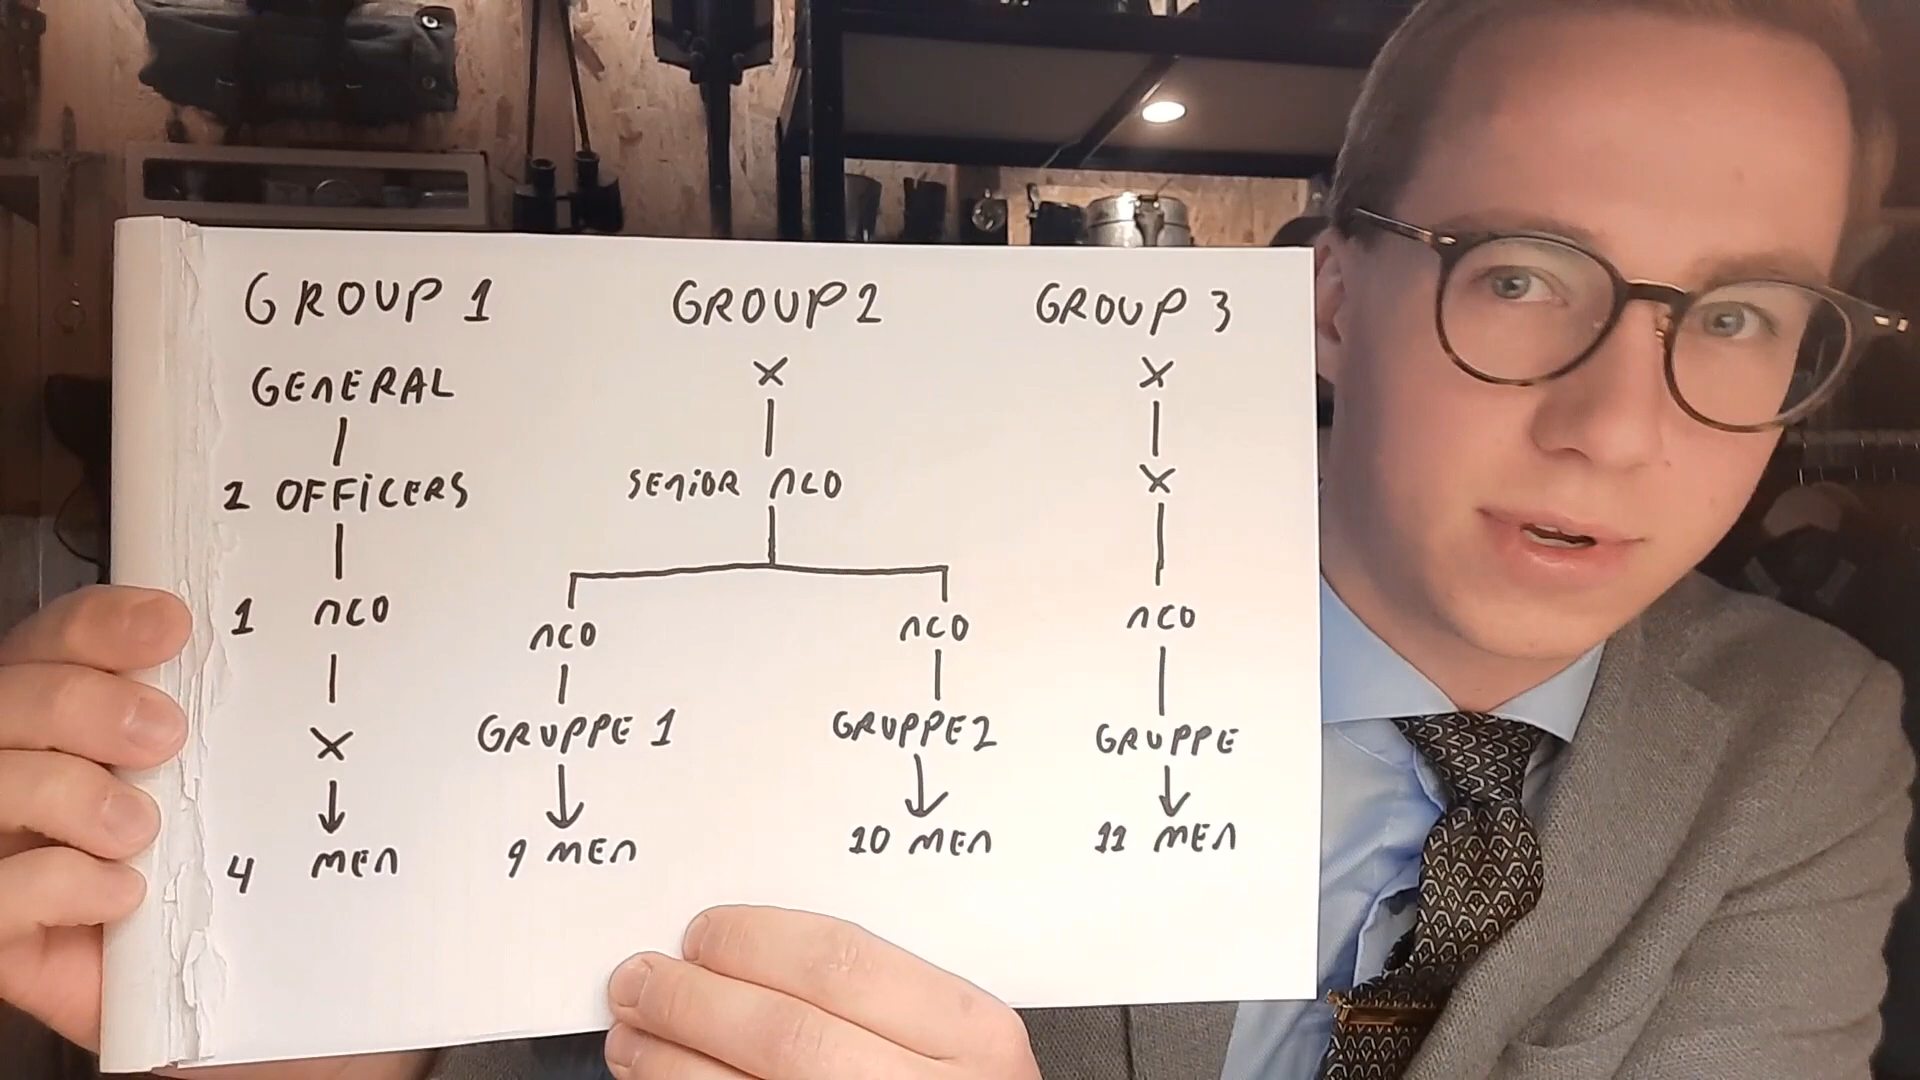 GROUP 1
GENERAL
2 OFFICERS
1 NCO
X
4 MEN
GROUP 2
X
SENIOR NCO
NCO
GRUPPE 1
9 MEN
NCO
GRUPPE 2
10 MEN
GROUP 3
X
X
NCO
GRUPPE
11 MEN